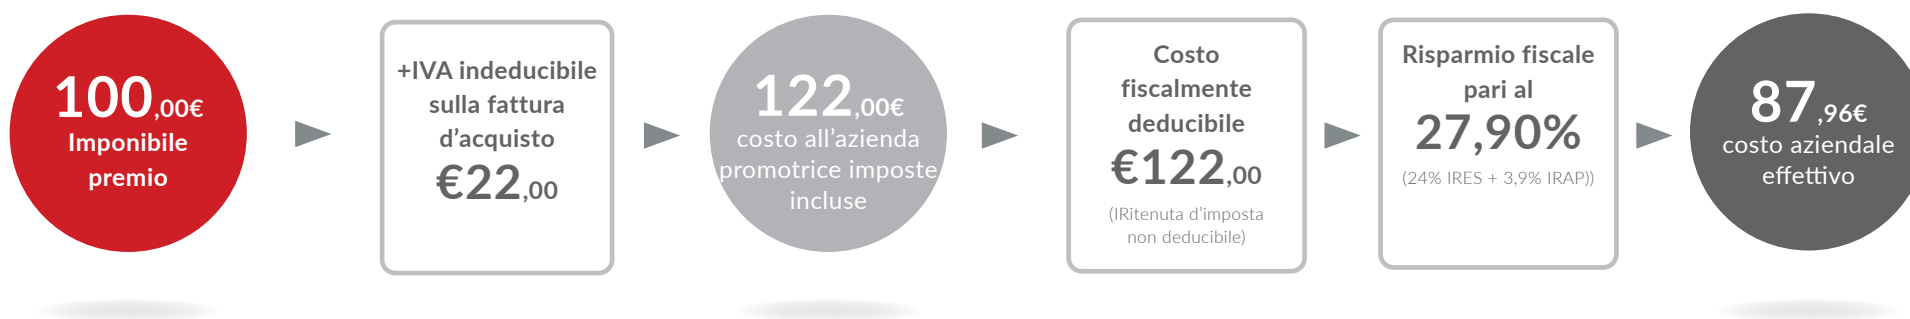 100,00€
Imponibile
premio
+IVA indeducibile
sulla fattura
d’acquisto
€22,00
122,00€
costo all’azienda
promotrice imposte
incluse
Costo
fiscalmente
deducibile
€122,00
(IRitenuta d’imposta
non deducibile)
Risparmio fiscale
pari al
27,90%
(24% IRES + 3,9% IRAP))
87,96€
costo aziendale
effettivo